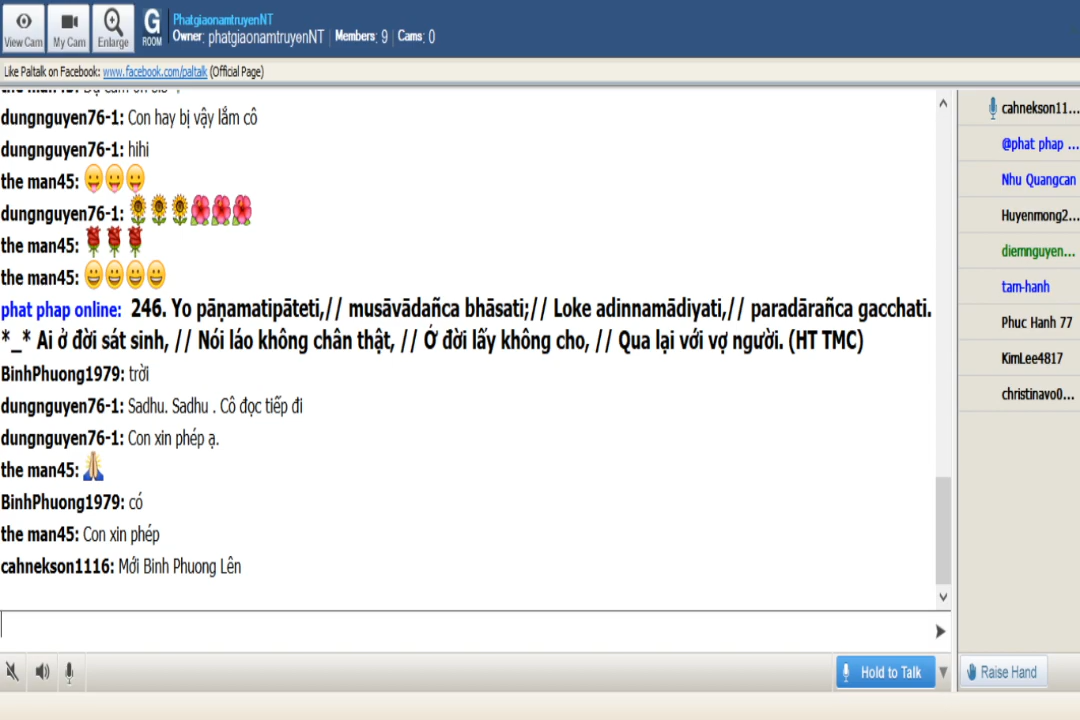 PhatgiaonamtruyenNT
Owner: phatgiaonamtruyenNT | Members: 9 | Cams: 0
View Cam
My Cam
Enlarge
G ROOM
Like Paltalk on Facebook: www.facebook.com/paltalk (Official Page)
dungnguyen76-1: Con hay bị vậy lắm cô
dungnguyen76-1: hihi
the man45:
dungnguyen76-1:
the man45:
the man45:
phat phap online: 246. Yo pāṇamatipāteti,// musāvādañca bhāsati;// Loke adinnamādiyati,// paradārañca gacchati.
*_* Ai ở đời sát sinh, // Nói láo không chân thật, // Ở đời lấy không cho, // Qua lại với vợ người. (HT TMC)
BinhPhuong1979: trời
dungnguyen76-1: Sadhu. Sadhu . Cô đọc tiếp đi
dungnguyen76-1: Con xin phép ạ.
the man45:
BinhPhuong1979: có
the man45: Con xin phép
cahnekson1116: Mới Binh Phuong Lên
cahnekson11...
@phat phap ...
Nhu Quangcan
Huyenmong2...
diemnguyen...
tam-hanh
Phuc Hanh 77
KimLee4817
christinavo0...
Hold to Talk
Raise Hand